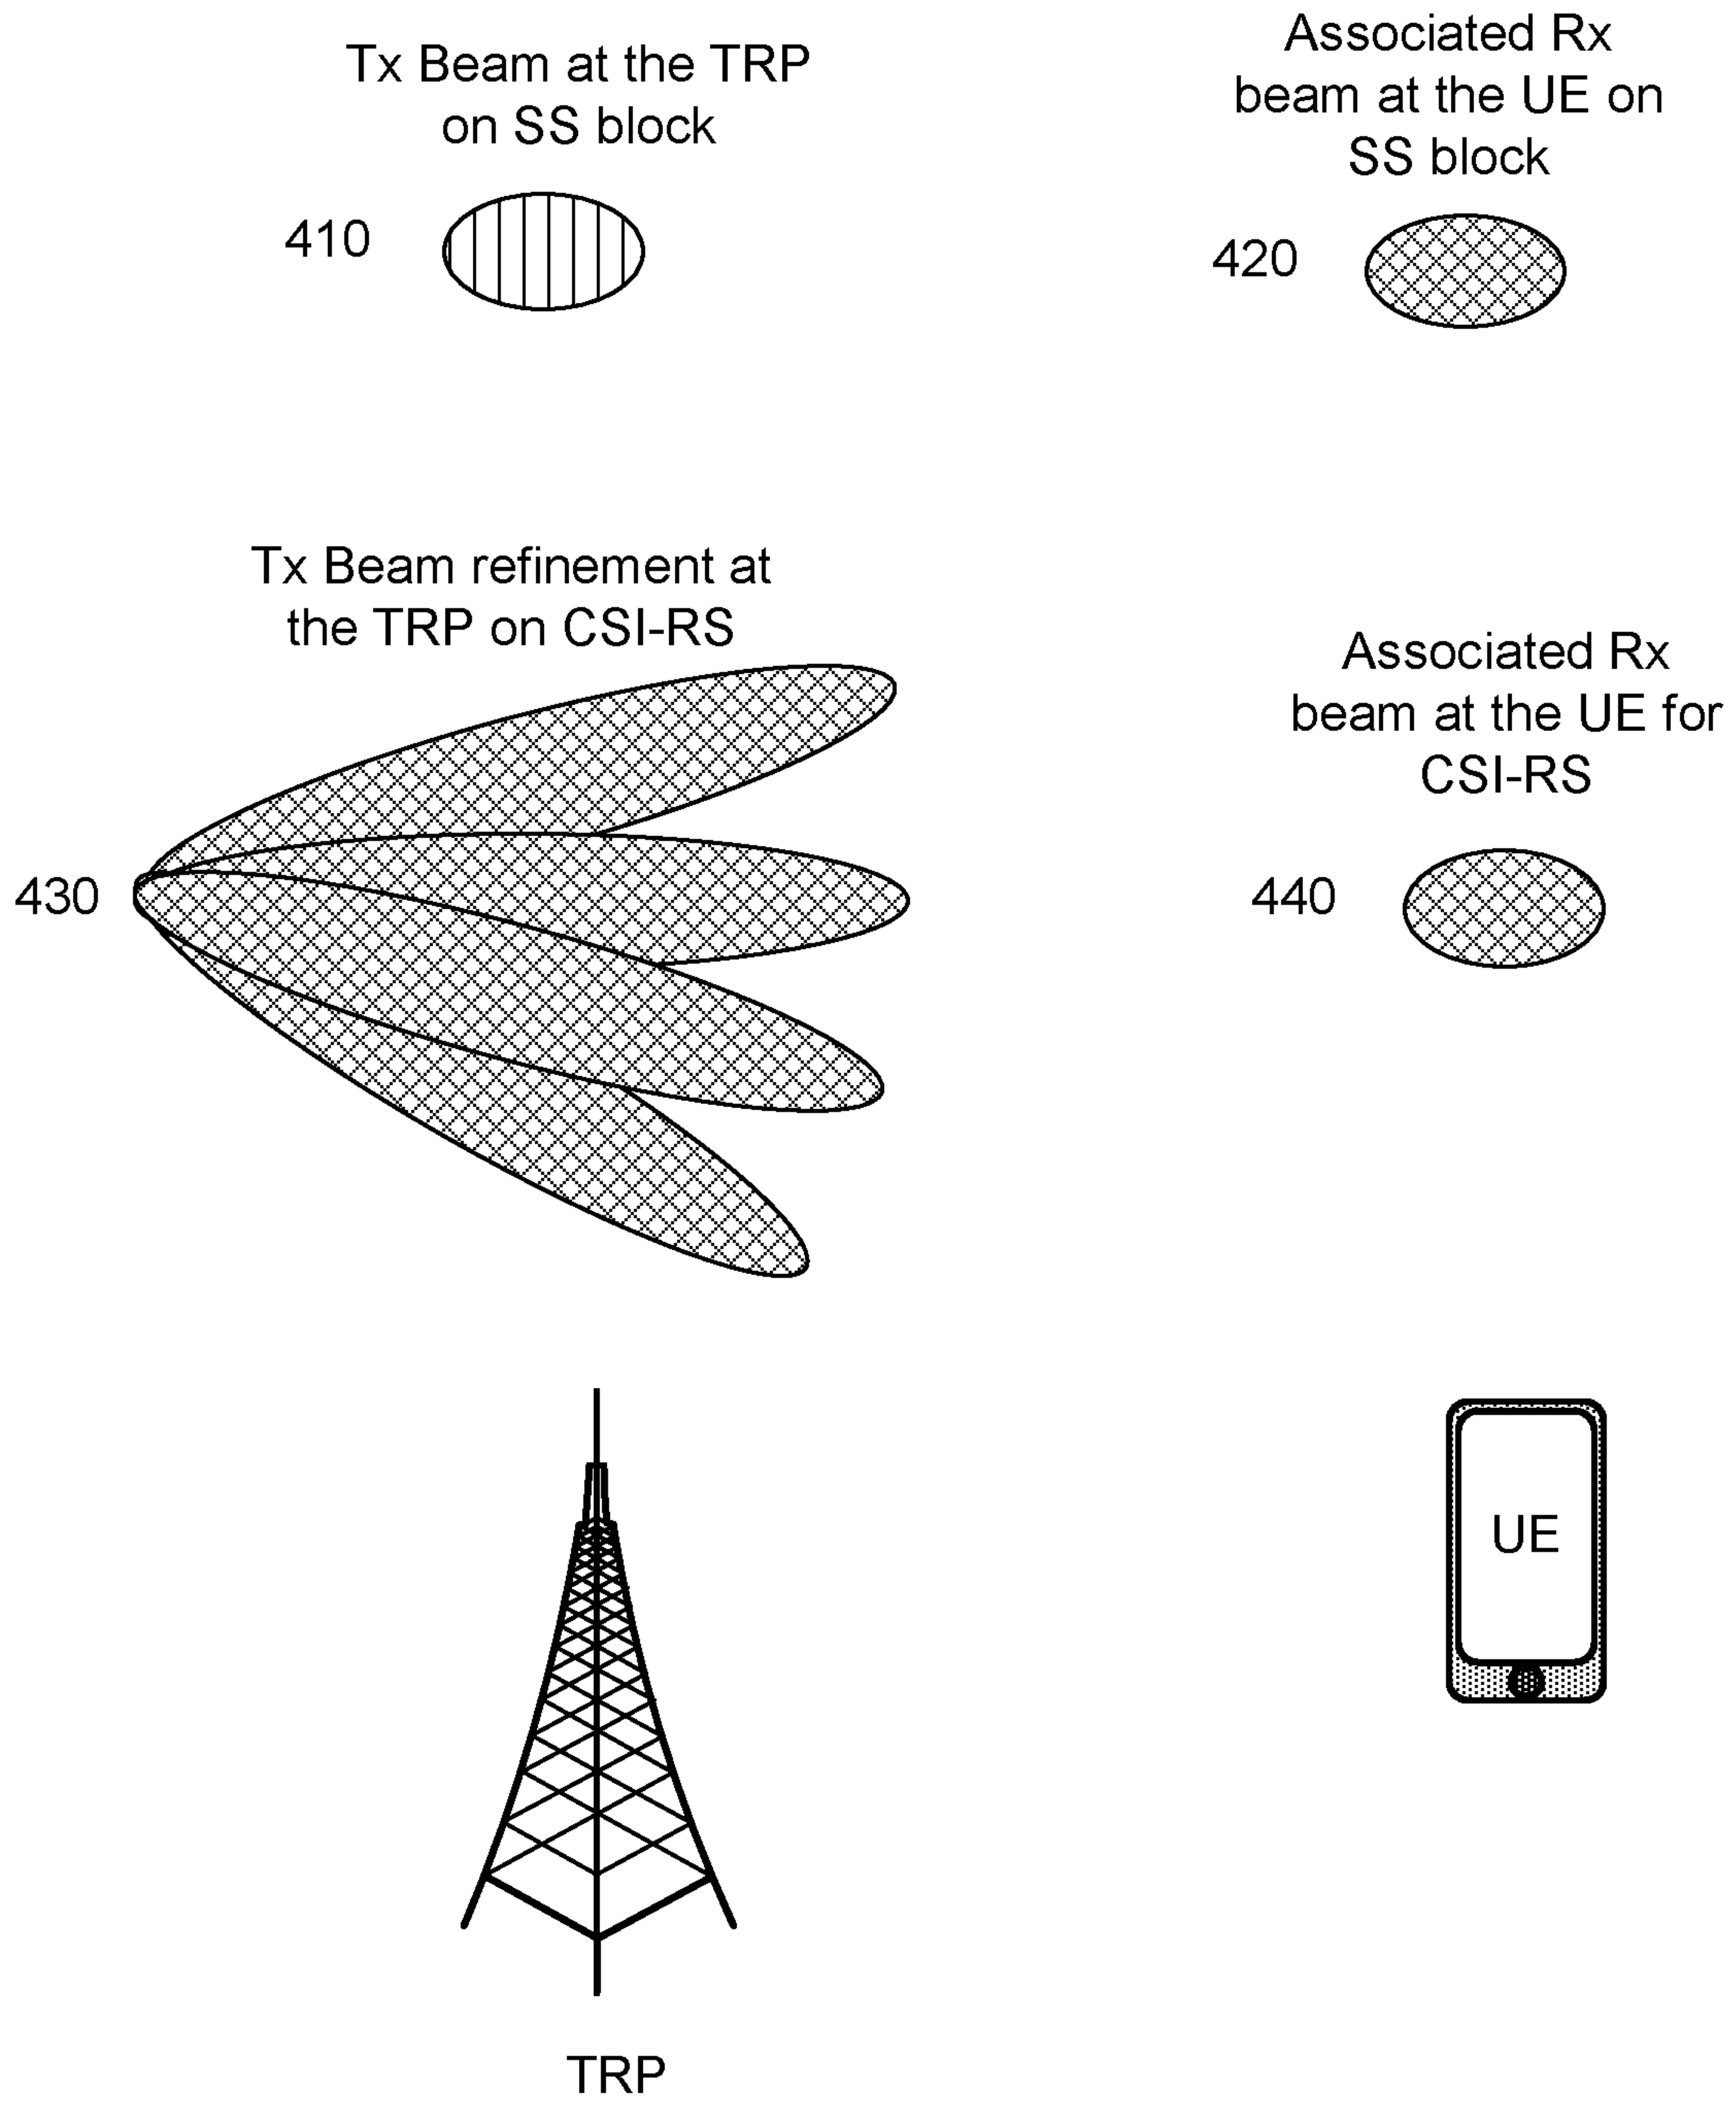 Tx Beam at the TRP
on SS block
410
Associated Rx
beam at the UE on
SS block
420
Tx Beam refinement at
the TRP on CSI-RS
430
Associated Rx
beam at the UE for
CSI-RS
440
UE
TRP